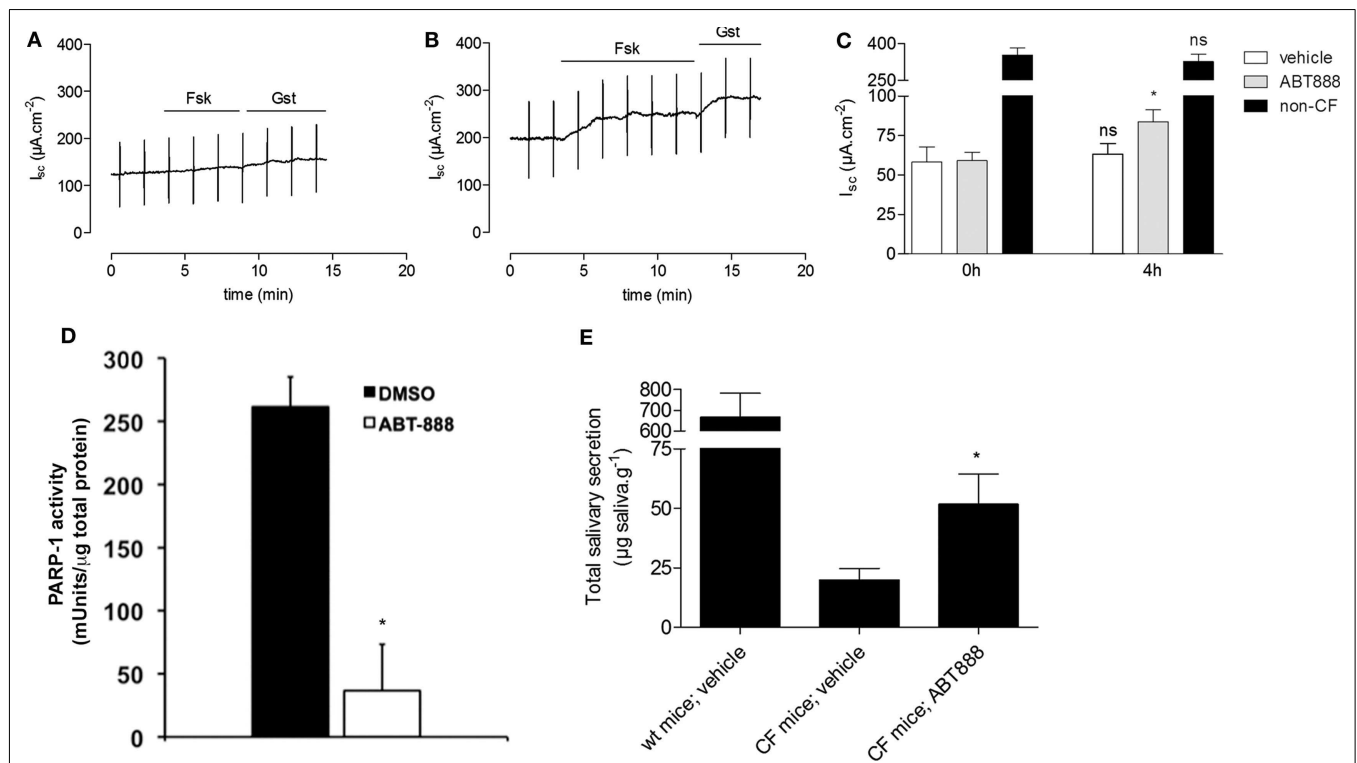 A
400
300
200
100
0
Isc (µA.cm-2)
Fsk
Gst
0
5
10
15
20
time (min)
B
400
300
200
100
0
Isc (µA.cm-2)
Fsk
Gst
0
5
10
15
20
time (min)
C
400
250
100
75
50
25
0
Isc (µA.cm-2)
ns
*
ns
0h
4h
vehicle
ABT888
non-CF
D
300
250
200
150
100
50
0
PARP-1 activity
(mUnits/µg total protein)
DMSO
ABT-888
*
E
800
700
600
75
50
25
0
Total salivary secretion
(µg saliva.g-1)
*
wt mice; vehicle
CF mice; vehicle
CF mice; ABT888